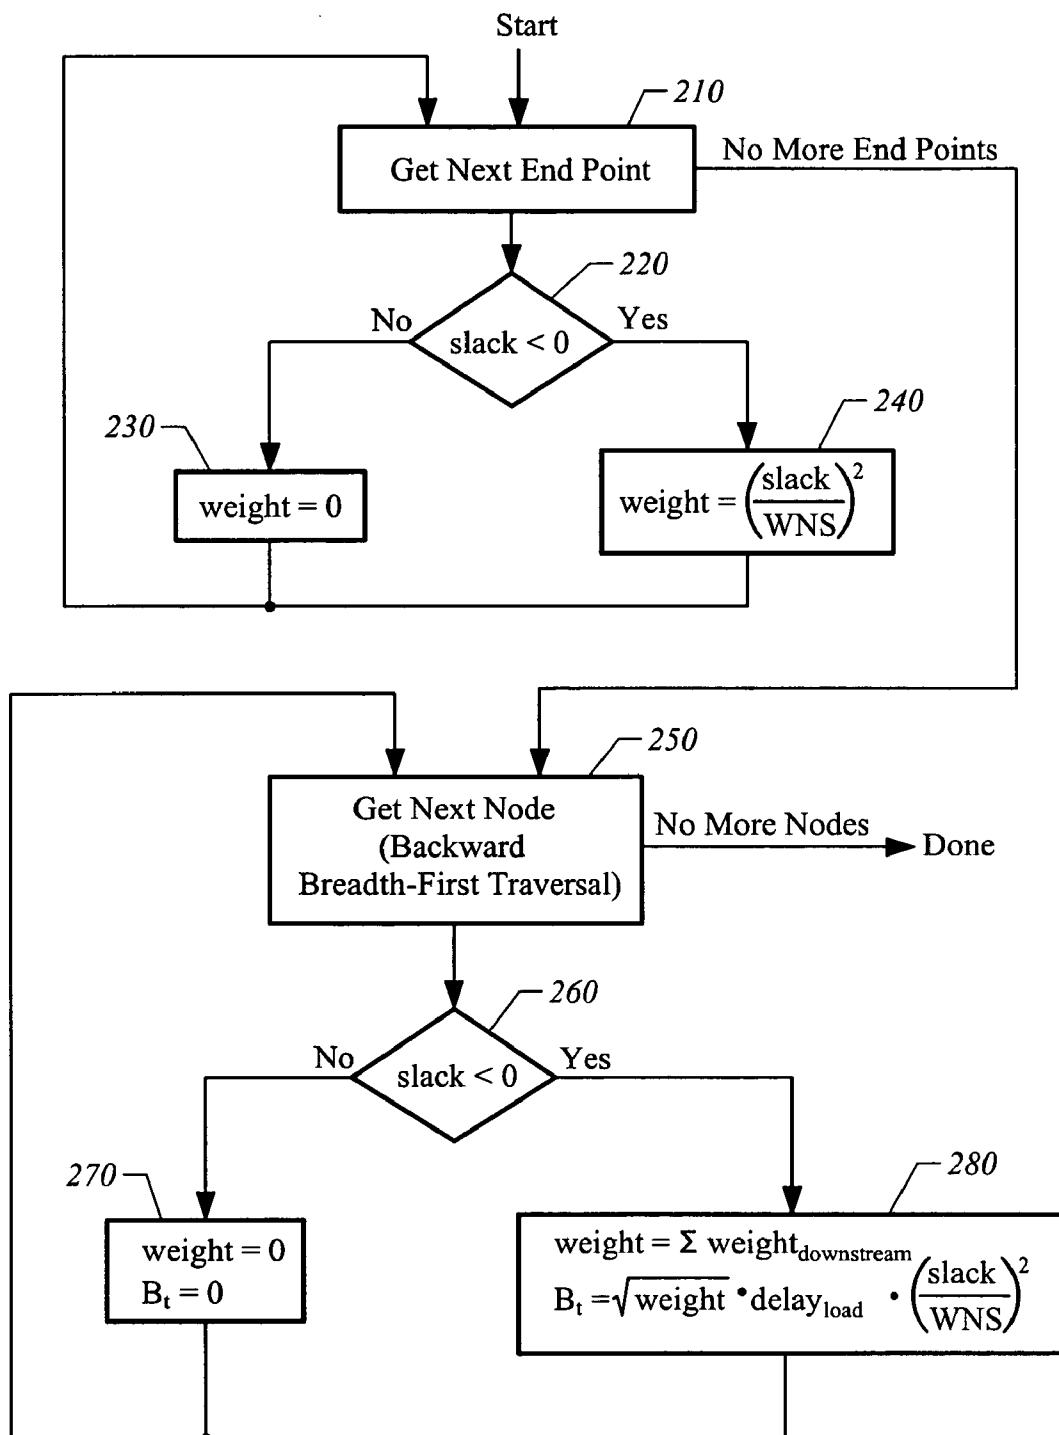 Start
210
Get Next End Point
No More End Points
220
No
slack < 0
Yes
230
240
weight = 0
weight = (slack/WNS)²
250
Get Next Node
(Backward
Breadth-First Traversal)
No More Nodes
Done
260
No
slack < 0
Yes
270
280
weight = 0
Bₜ = 0
weight = Σ weight_downstream
Bₜ = √weight • delay_load • (slack/WNS)²